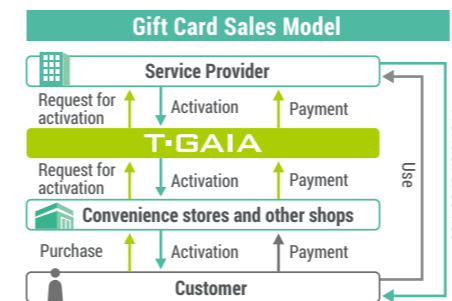 Gift Card Sales Model
Service Provider
Request for
activation
Activation
Payment
T-GAIA
Request for
activation
Activation
Payment
Use
Convenience stores and other shops
Purchase
Activation
Payment
Customer